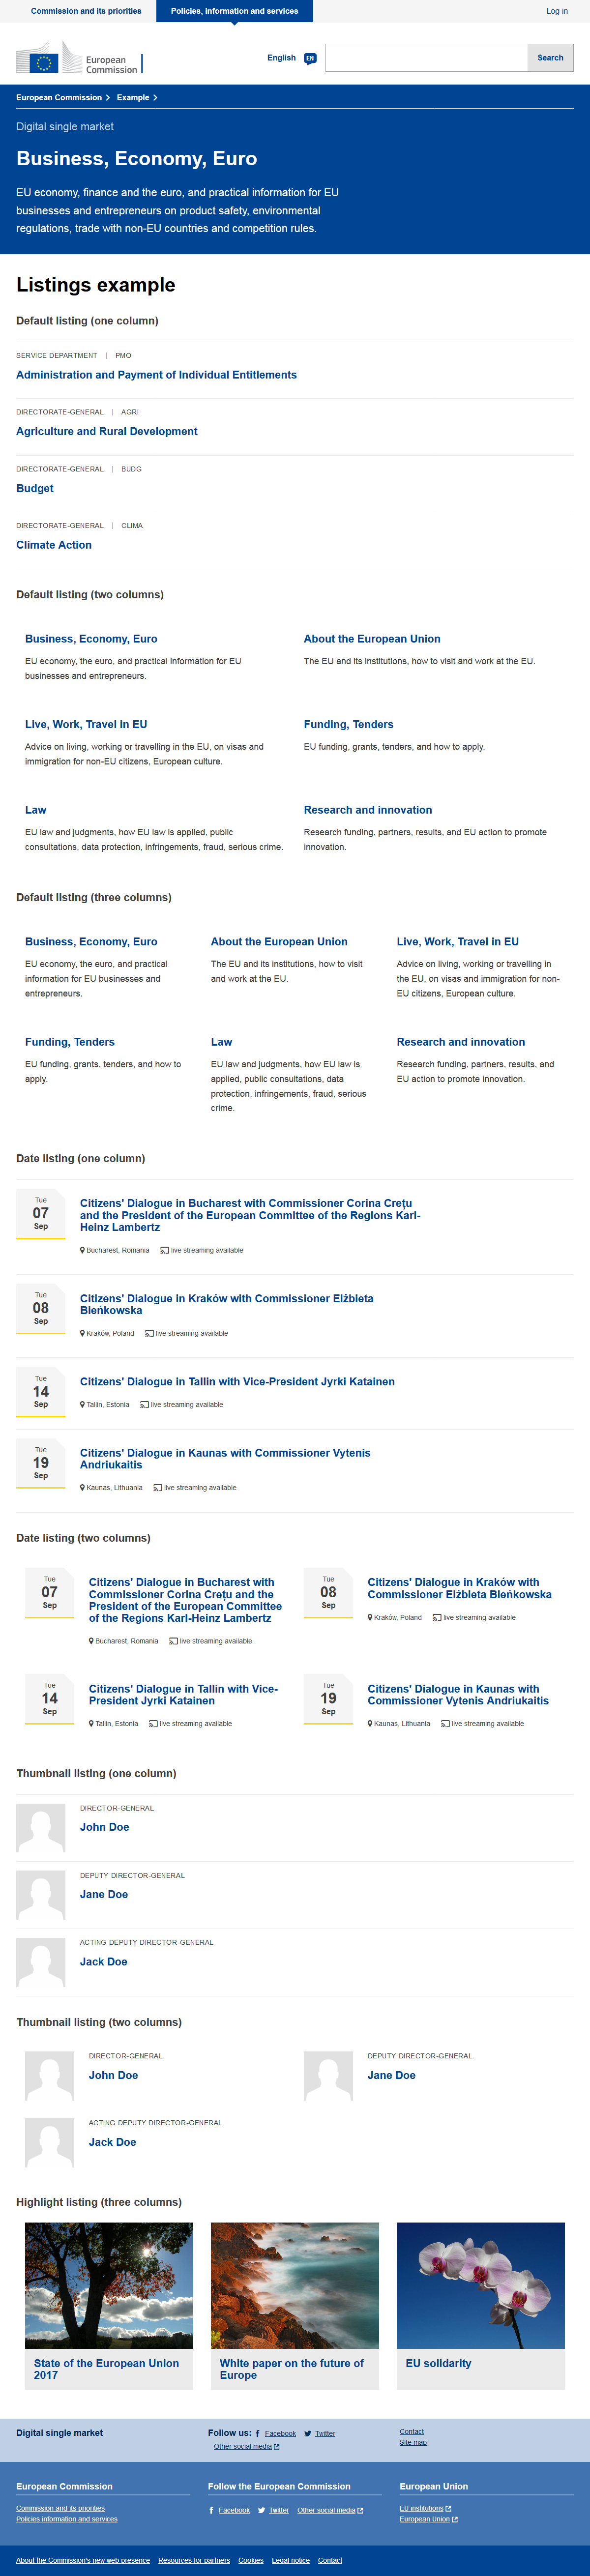 Commission and its priorities
Policies, information and services
Log in
European
Commission
English
EN
Search
European Commission
Example
Digital single market
Business, Economy, Euro
EU economy, finance and the euro, and practical information for EU
businesses and entrepreneurs on product safety, environmental
regulations, trade with non-EU countries and competition rules.
Listings example
Default listing (one column)
SERVICE DEPARTMENT | PMO
Administration and Payment of Individual Entitlements
DIRECTORATE-GENERAL | AGRI
Agriculture and Rural Development
DIRECTORATE-GENERAL | BUDG
Budget
DIRECTORATE-GENERAL | CLIMA
Climate Action
Default listing (two columns)
Business, Economy, Euro
EU economy, the euro, and practical information for EU
businesses and entrepreneurs.
About the European Union
The EU and its institutions, how to visit and work at the EU.
Live, Work, Travel in EU
Advice on living, working or travelling in the EU, on visas and
immigration for non-EU citizens, European culture.
Funding, Tenders
EU funding, grants, tenders, and how to apply.
Law
EU law and judgments, how EU law is applied, public
consultations, data protection, infringements, fraud, serious crime.
Research and innovation
Research funding, partners, results, and EU action to promote
innovation.
Default listing (three columns)
Business, Economy, Euro
EU economy, the euro, and practical
information for EU businesses and
entrepreneurs.
About the European Union
The EU and its institutions, how to visit
and work at the EU.
Live, Work, Travel in EU
Advice on living, working or travelling in
the EU, on visas and immigration for non-
EU citizens, European culture.
Funding, Tenders
EU funding, grants, tenders, and how to
apply.
Law
EU law and judgments, how EU law is
applied, public consultations, data
protection, infringements, fraud, serious
crime.
Research and innovation
Research funding, partners, results, and
EU action to promote innovation.
Date listing (one column)
Tue
07
Sep
Citizens' Dialogue in Bucharest with Commissioner Corina Crețu
and the President of the European Committee of the Regions Karl-
Heinz Lambertz
Bucharest, Romania
live streaming available
Tue
08
Sep
Citizens' Dialogue in Kraków with Commissioner Elżbieta
Bieńkowska
Kraków, Poland
live streaming available
Tue
14
Sep
Citizens' Dialogue in Tallin with Vice-President Jyrki Katainen
Tallin, Estonia
live streaming available
Tue
19
Sep
Citizens' Dialogue in Kaunas with Commissioner Vytenis
Andriukaitis
Kaunas, Lithuania
live streaming available
Date listing (two columns)
Tue
07
Sep
Citizens' Dialogue in Bucharest with
Commissioner Corina Crețu and the
President of the European Committee
of the Regions Karl-Heinz Lambertz
Bucharest, Romania
live streaming available
Tue
08
Sep
Citizens' Dialogue in Kraków with
Commissioner Elżbieta Bieńkowska
Kraków, Poland
live streaming available
Tue
14
Sep
Citizens' Dialogue in Tallin with Vice-
President Jyrki Katainen
Tallin, Estonia
live streaming available
Tue
19
Sep
Citizens' Dialogue in Kaunas with
Commissioner Vytenis Andriukaitis
Kaunas, Lithuania
live streaming available
Thumbnail listing (one column)
DIRECTOR-GENERAL
John Doe
DEPUTY DIRECTOR-GENERAL
Jane Doe
ACTING DEPUTY DIRECTOR-GENERAL
Jack Doe
Thumbnail listing (two columns)
DIRECTOR-GENERAL
John Doe
DEPUTY DIRECTOR-GENERAL
Jane Doe
ACTING DEPUTY DIRECTOR-GENERAL
Jack Doe
Highlight listing (three columns)
State of the European Union
2017
White paper on the future of
Europe
EU solidarity
Digital single market
Follow us: Facebook Twitter
Other social media
Contact
Site map
European Commission
Commission and its priorities
Policies information and services
Follow the European Commission
Facebook Twitter Other social media
European Union
EU institutions
European Union
About the Commission's new web presence Resources for partners Cookies Legal notice Contact